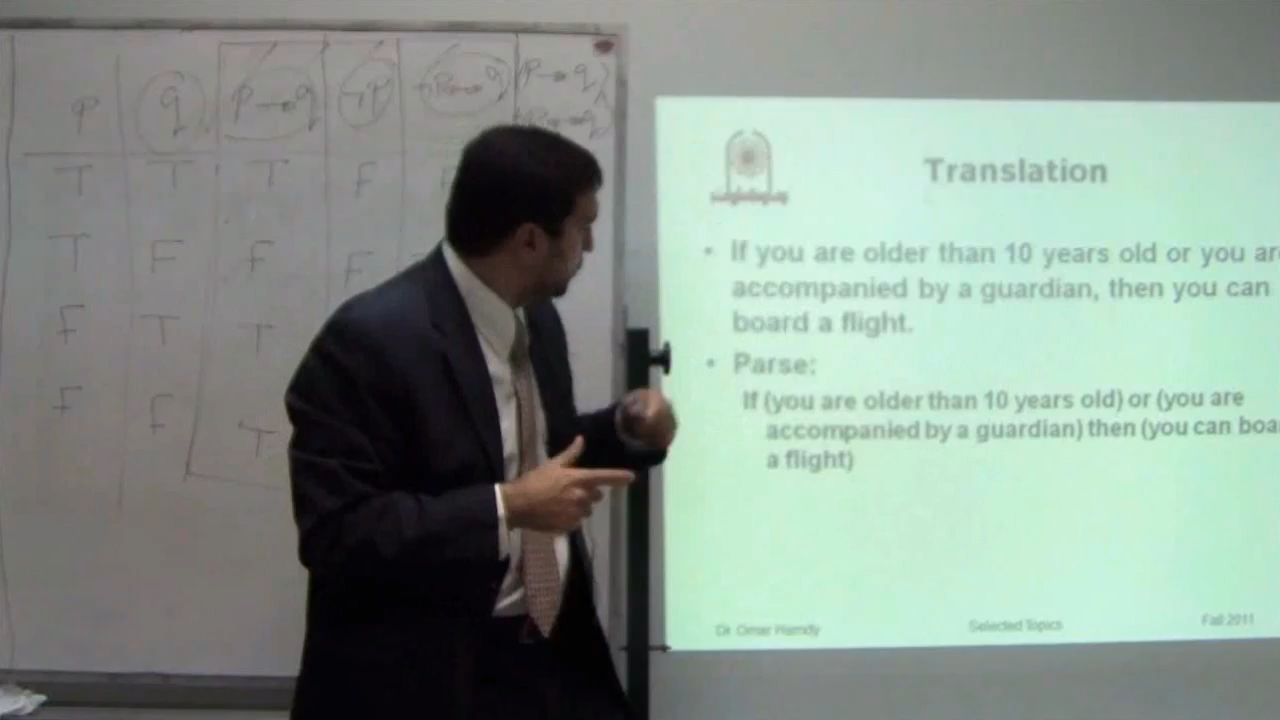 P q P → q ¬P ¬P → q (P → q) ∧
T T T F
T F F F
F T T
F F T
Translation
• If you are older than 10 years old or you are
accompanied by a guardian, then you can
board a flight.
• Parse:
If (you are older than 10 years old) or (you are
accompanied by a guardian) then (you can boa
a flight)
Dr. Omar Hamdy Selected Topics Fall 2011